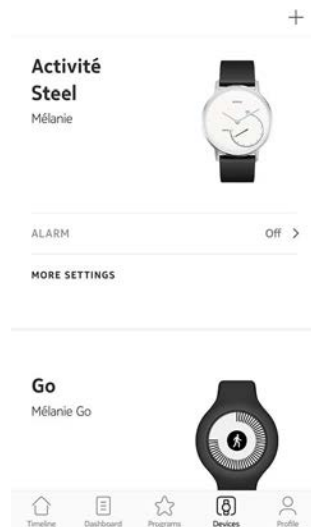 Activité
Steel
Mélanie
ALARM Off
MORE SETTINGS
Go
Mélanie Go
Timeline Dashboard Programs Devices Profile